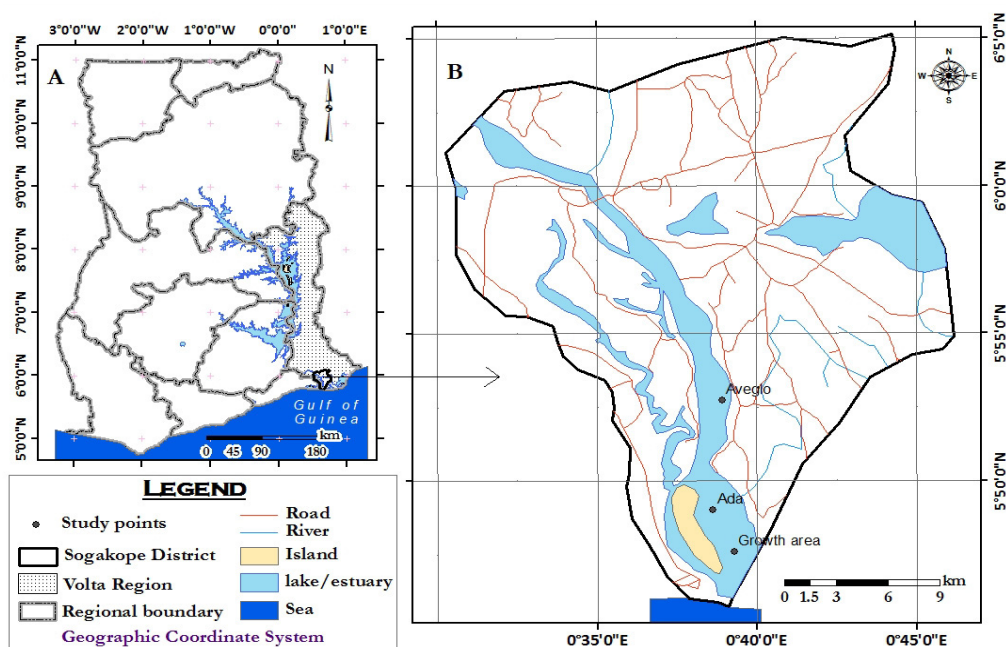 3°0'0"W 2°0'0"W 1°0'0"W 0°0'0" 1°0'0"E
11°0'0"N
10°0'0"N
9°0'0"N
8°0'0"N
7°0'0"N
6°0'0"N
5°0'0"N
A
N
Gulf of
Guinea
km
0 45 90 180
LEGEND
Study points
Sogakope District
Volta Region
Regional boundary
Road
River
Island
lake/estuary
Sea
Geographic Coordinate System
B
N
W E
S
Aveglo
Ada
Growth area
km
0 1.5 3 6 9
6°5'0"N
6°0'0"N
5°55'0"N
5°50'0"N
0°35'0"E 0°40'0"E 0°45'0"E